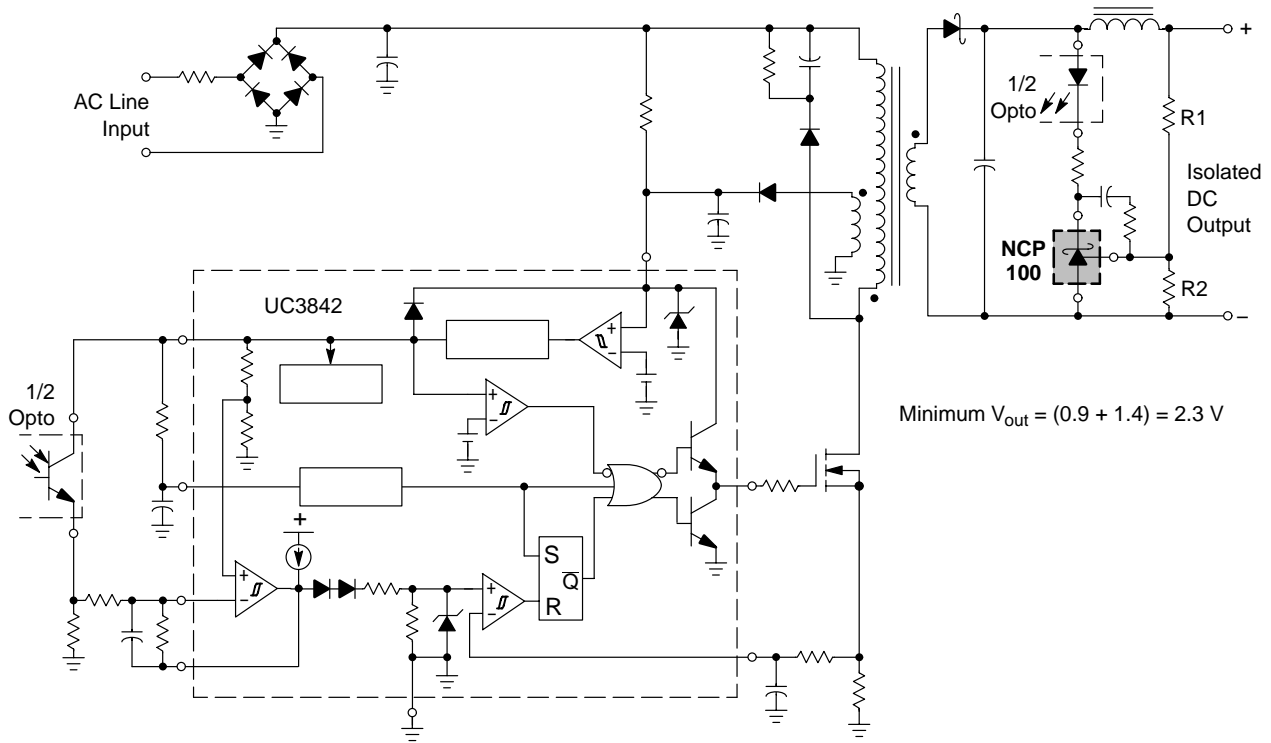 AC Line
Input
1/2
Opto
R1
Isolated
DC
Output
NCP
100
R2
+
−
UC3842
+
−
1/2
Opto
+
−
Minimum Vout = (0.9 + 1.4) = 2.3 V
+
S
Q̅
R
+
−
+
−